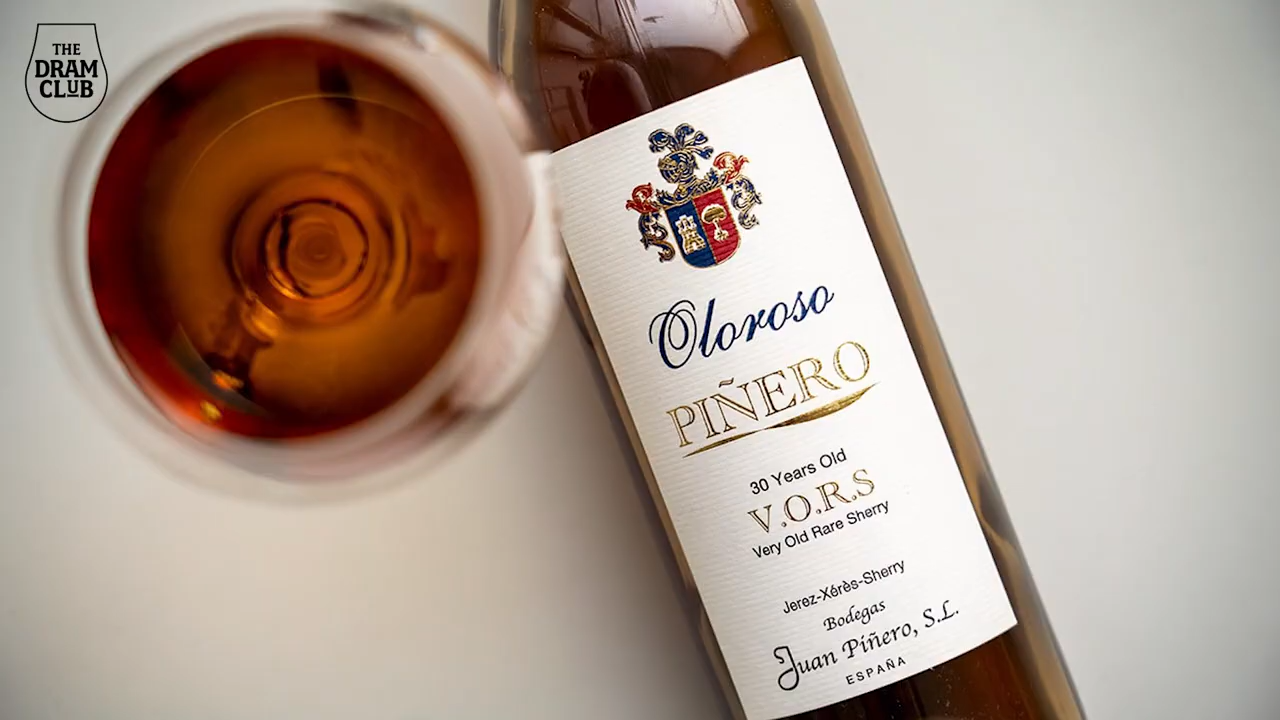 THE
DRAM
CLUB
Oloroso
PIÑERO
30 Years Old
V.O.R.S
Very Old Rare Sherry
Jerez-Xérès-Sherry
Bodegas
Juan Piñero, S.L.
ESPAÑA